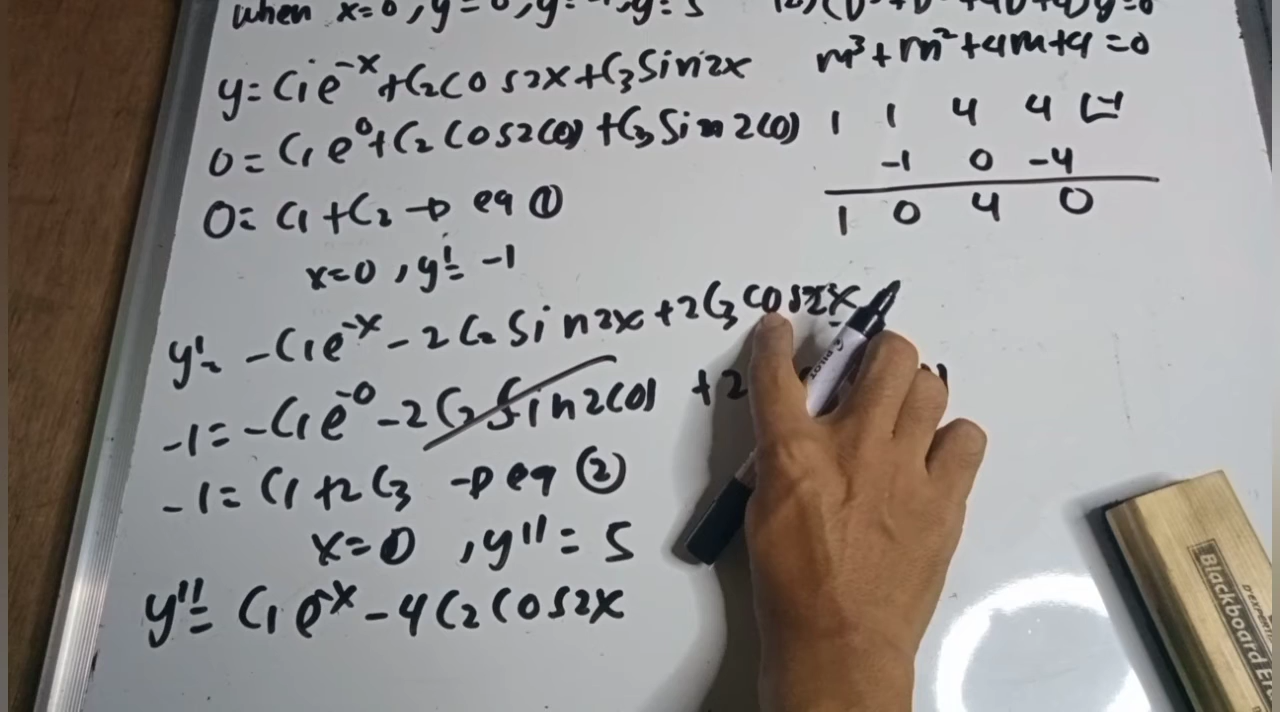 when x=0, y=0, y'=-1, y''=5
y = C1e^-x + C2cos2x + C3Sin2x
0 = C1e^0 + C2Cos2(0) + C3Sin2(0)
0 = C1 + C2 → eq ①
x=0, y'=-1
y' = -C1e^-x - 2C2Sin2x + 2C3cos2x
-1 = -C1e^-0 - 2C2Sin2(0) + 2
-1 = C1 + 2C3 → eq ②
x=0, y''=5
y'' = C1e^-x - 4C2Cos2x
m³+m²+4m+4=0
1 1 4 4 -1
-1 0 -4
1 0 4 0
PILOT
Blackboard